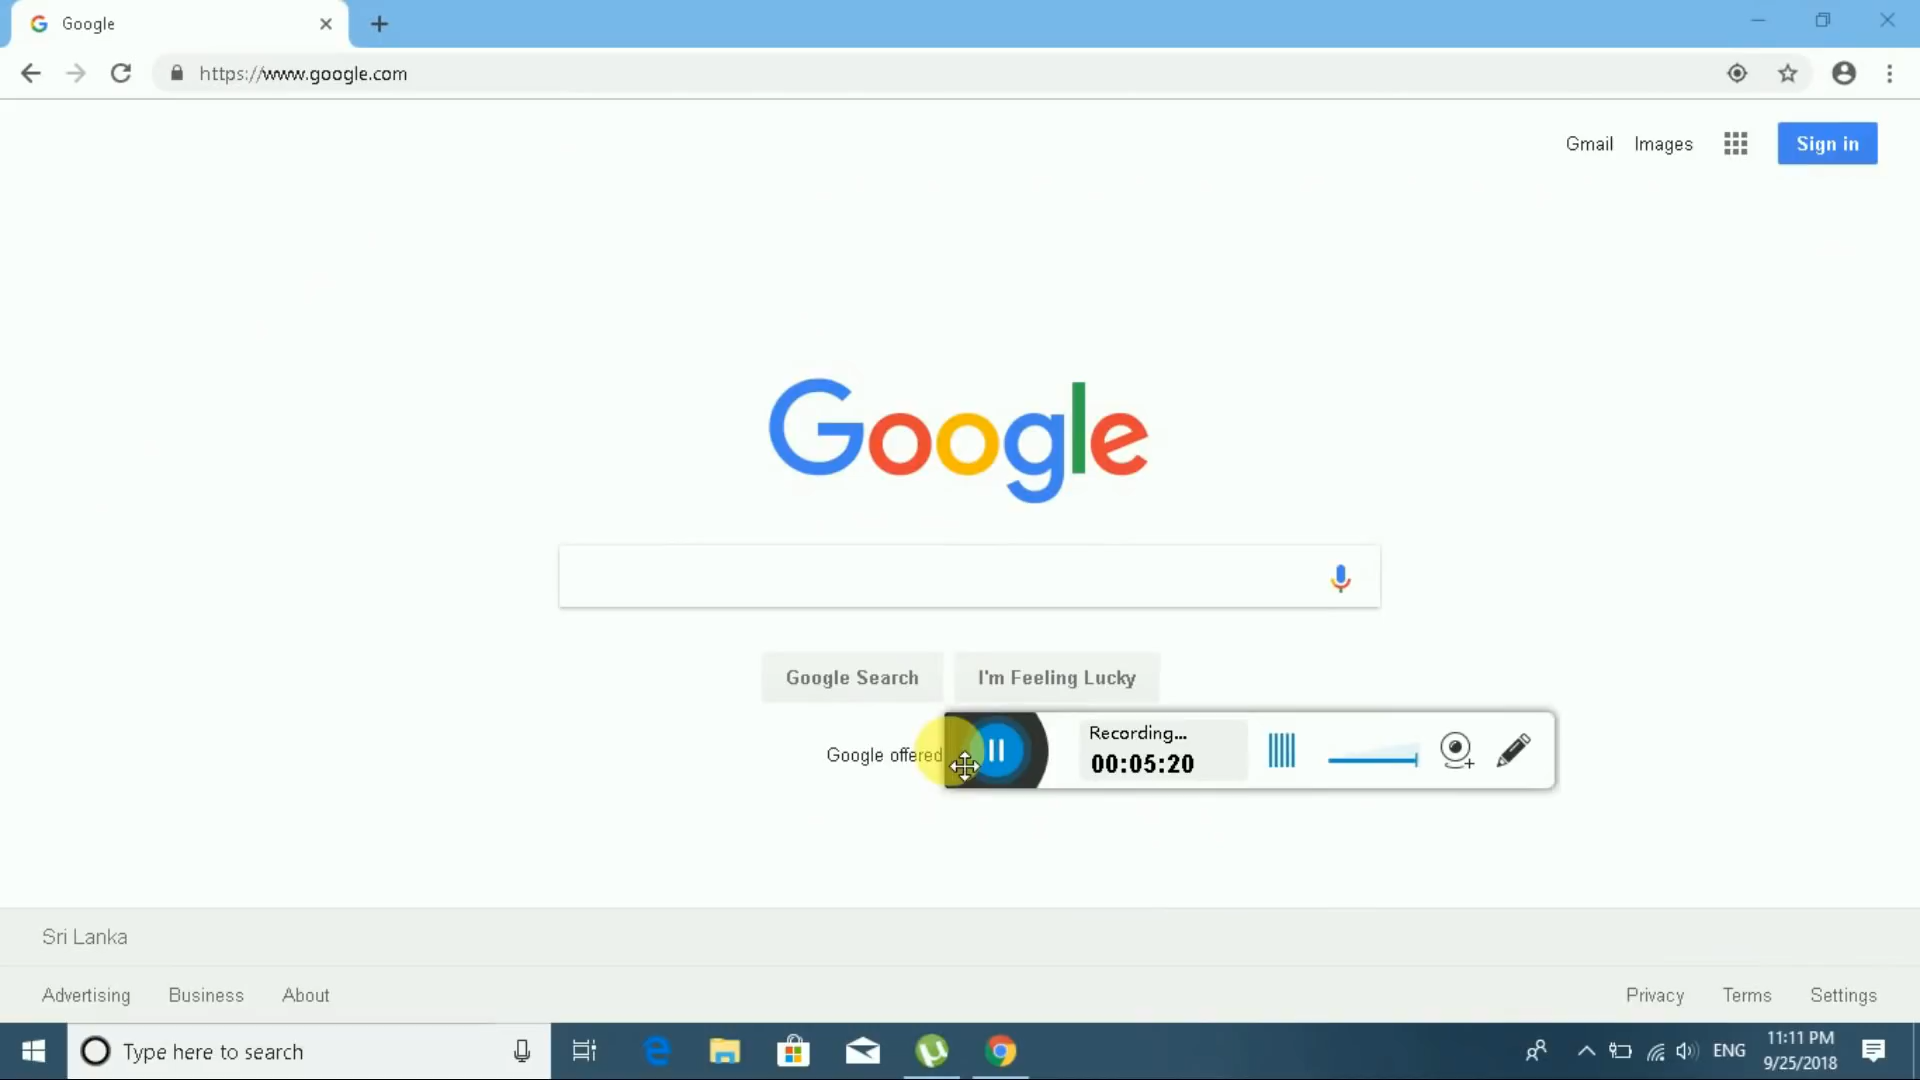 Google
https://www.google.com
Gmail Images Sign in
Google
Google Search I'm Feeling Lucky
Google offered
Recording...
00:05:20
Sri Lanka
Advertising Business About
Privacy Terms Settings
Type here to search
ENG
11:11 PM
9/25/2018